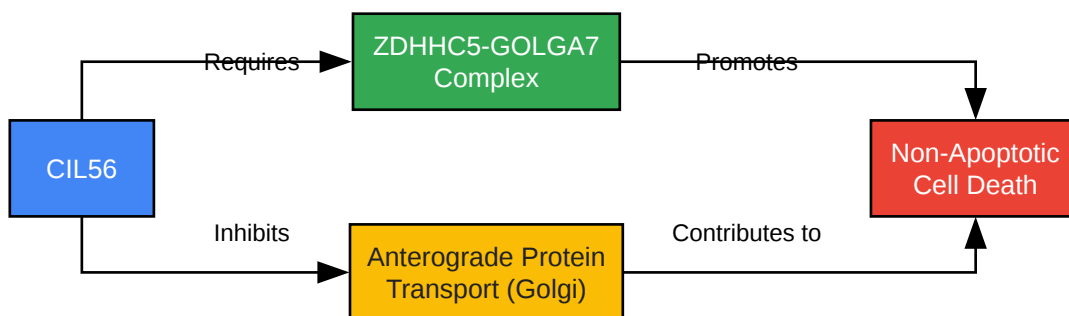 Requires
ZDHHC5-GOLGA7
Complex
Promotes
CIL56
Non-Apoptotic
Cell Death
Inhibits
Anterograde Protein
Transport (Golgi)
Contributes to